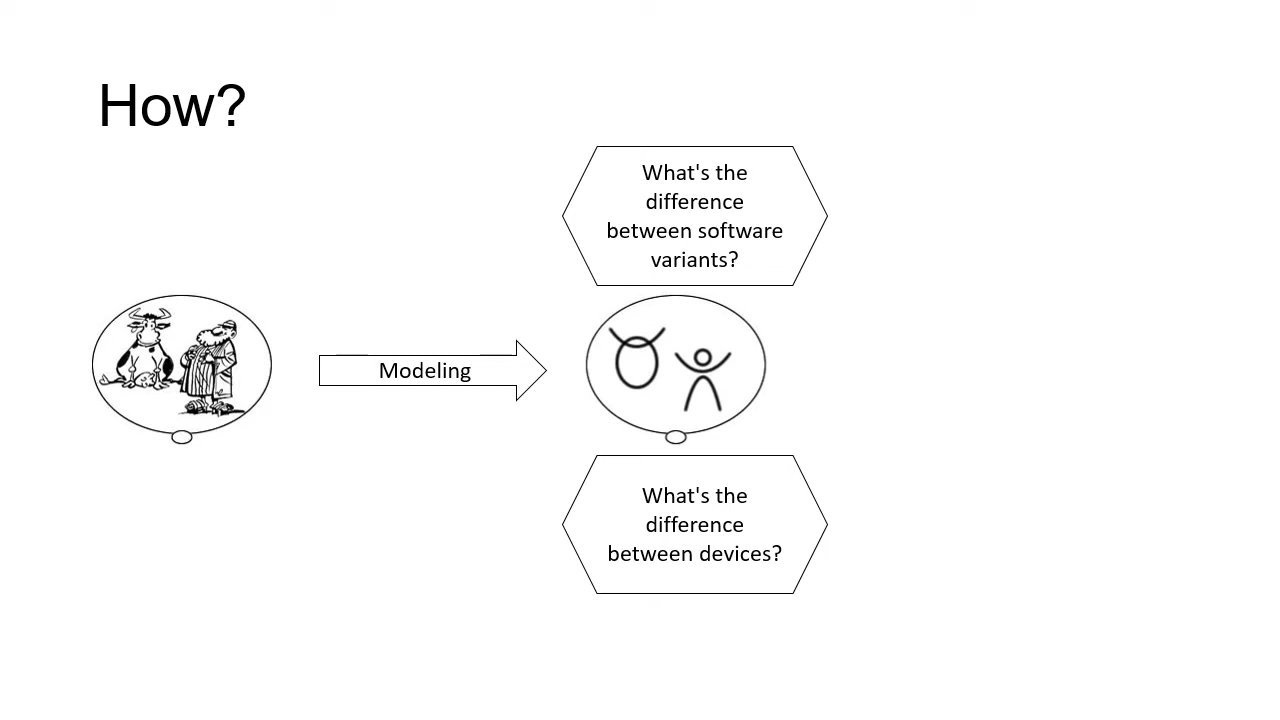 How?
What's the
difference
between software
variants?
Modeling
What's the
difference
between devices?